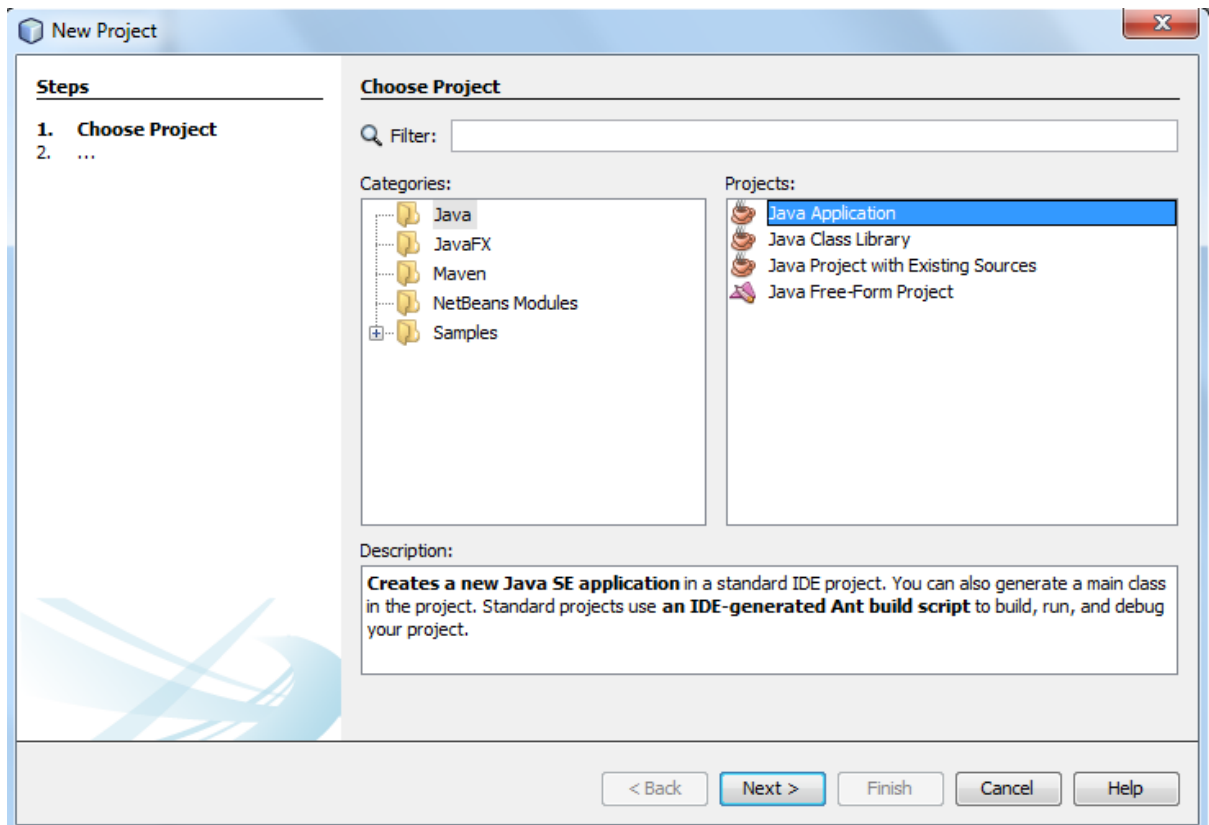 New Project
Steps
1. Choose Project
2. ...
Choose Project
Filter:
Categories:
Java
JavaFX
Maven
NetBeans Modules
Samples
Projects:
Java Application
Java Class Library
Java Project with Existing Sources
Java Free-Form Project
Description:
Creates a new Java SE application in a standard IDE project. You can also generate a main class
in the project. Standard projects use an IDE-generated Ant build script to build, run, and debug
your project.
< Back
Next >
Finish
Cancel
Help